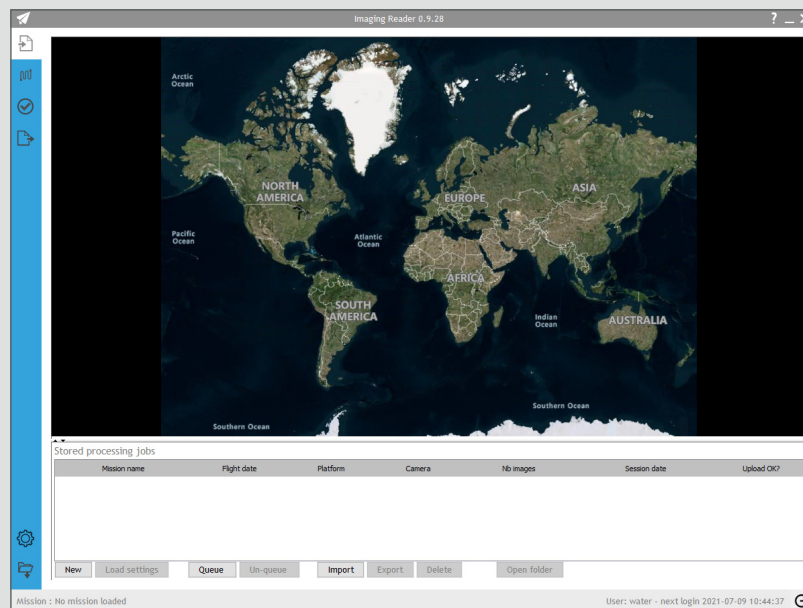 Imaging Reader 0.9.28
?
Arctic
Ocean
NORTH
AMERICA
EUROPE
ASIA
Pacific
Ocean
Atlantic
Ocean
AFRICA
SOUTH
AMERICA
Indian
Ocean
AUSTRALIA
Southern Ocean
Southern Ocean
Stored processing jobs
Mission name Flight date Platform Camera Nb images Session date Upload OK?
New Load settings Queue Un-queue Import Export Delete Open folder
Mission : No mission loaded User: water - next login 2021-07-09 10:44:37